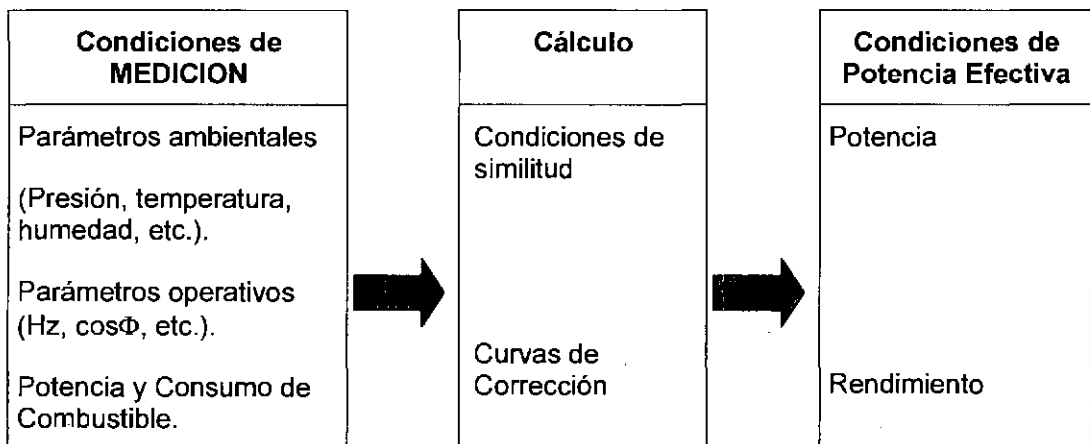 Condiciones de
MEDICION
Parámetros ambientales
(Presión, temperatura,
humedad, etc.).
Parámetros operativos
(Hz, cosΦ, etc.).
Potencia y Consumo de
Combustible.
Cálculo
Condiciones de
similitud
Curvas de
Corrección
Condiciones de
Potencia Efectiva
Potencia
Rendimiento